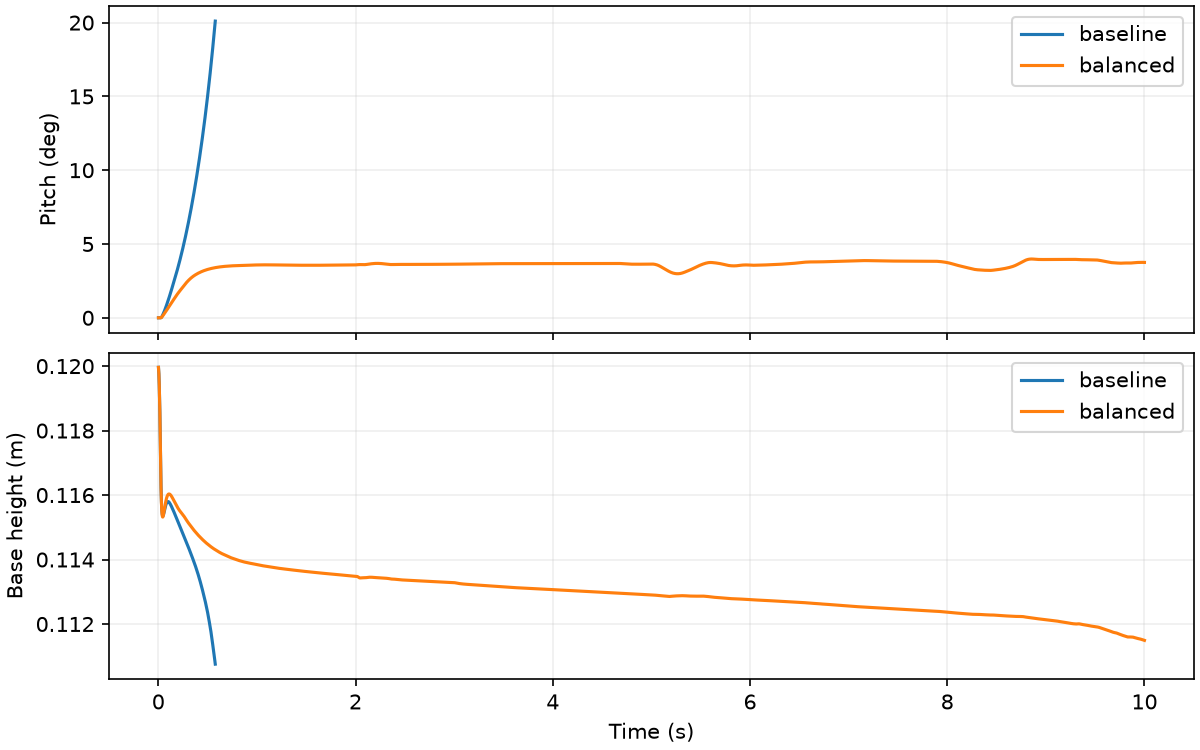 20
15
10
5
0
Pitch (deg)
baseline
balanced
0.120
0.118
0.116
0.114
0.112
Base height (m)
baseline
balanced
0 2 4 6 8 10
Time (s)